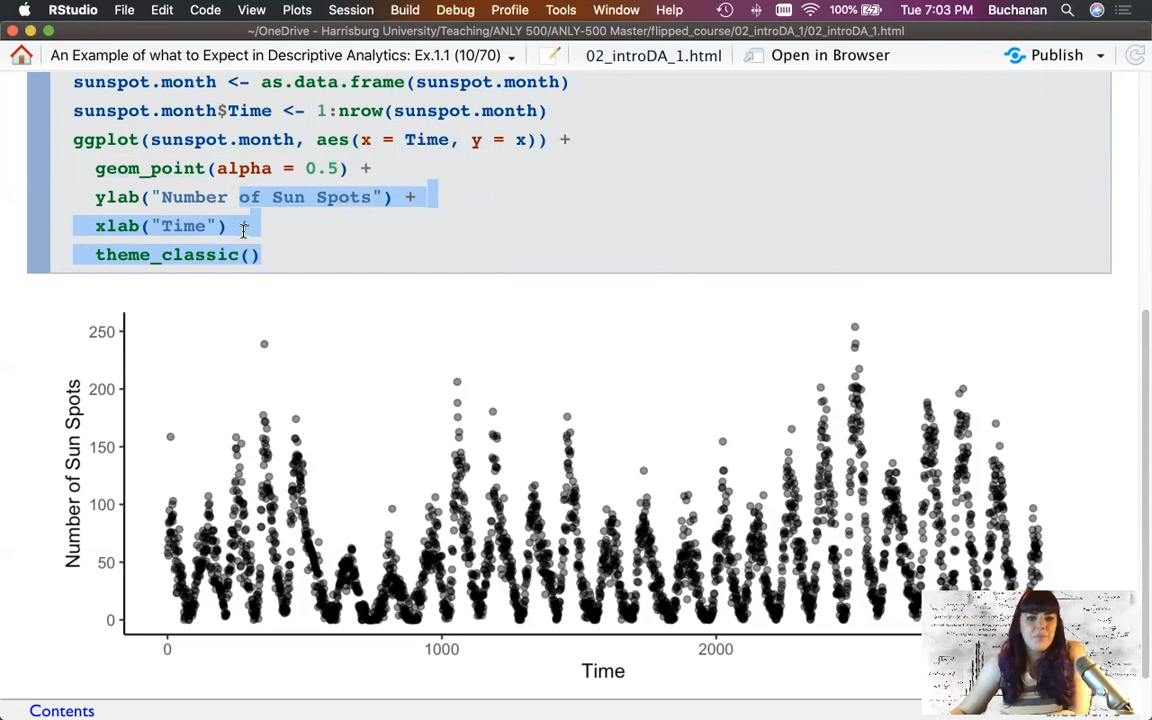 RStudio File Edit Code View Plots Session Build Debug Profile Tools Window Help 100% Tue 7:03 PM Buchanan
~/OneDrive - Harrisburg University/Teaching/ANLY 500/ANLY-500 Master/flipped_course/02_introDA_1/02_introDA_1.html
An Example of what to Expect in Descriptive Analytics: Ex.1.1 (10/70) 02_introDA_1.html Open in Browser Publish
sunspot.month <- as.data.frame(sunspot.month)
sunspot.month$Time <- 1:nrow(sunspot.month)
ggplot(sunspot.month, aes(x = Time, y = x)) +
geom_point(alpha = 0.5) +
ylab("Number of Sun Spots") +
xlab("Time") +
theme_classic()
250
200
150
100
50
0
Number of Sun Spots
0 1000 2000
Time
Contents